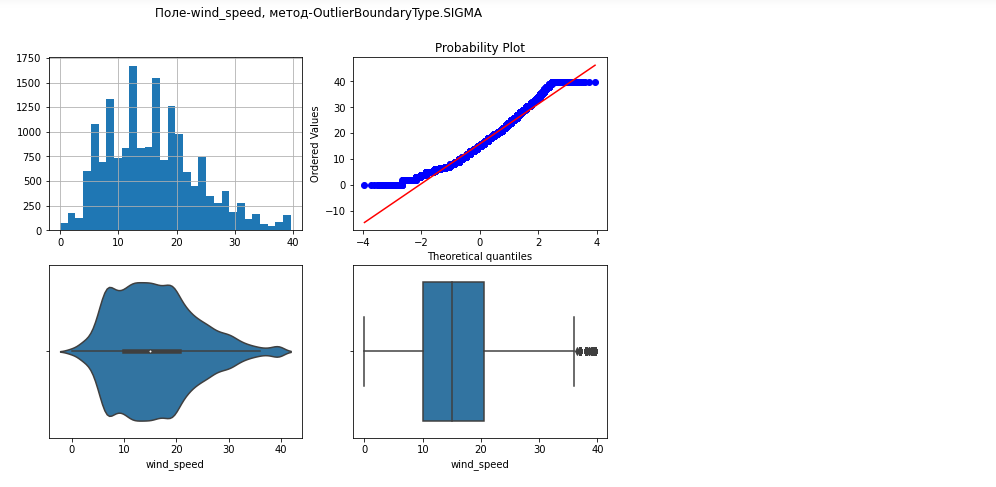 Поле-wind_speed, метод-OutlierBoundaryType.SIGMA
1750
1500
1250
1000
750
500
250
0
0 10 20 30 40
Probability Plot
Ordered Values
40
30
20
10
0
−10
−4 −2 0 2 4
Theoretical quantiles
0 10 20 30 40
wind_speed
0 10 20 30 40
wind_speed